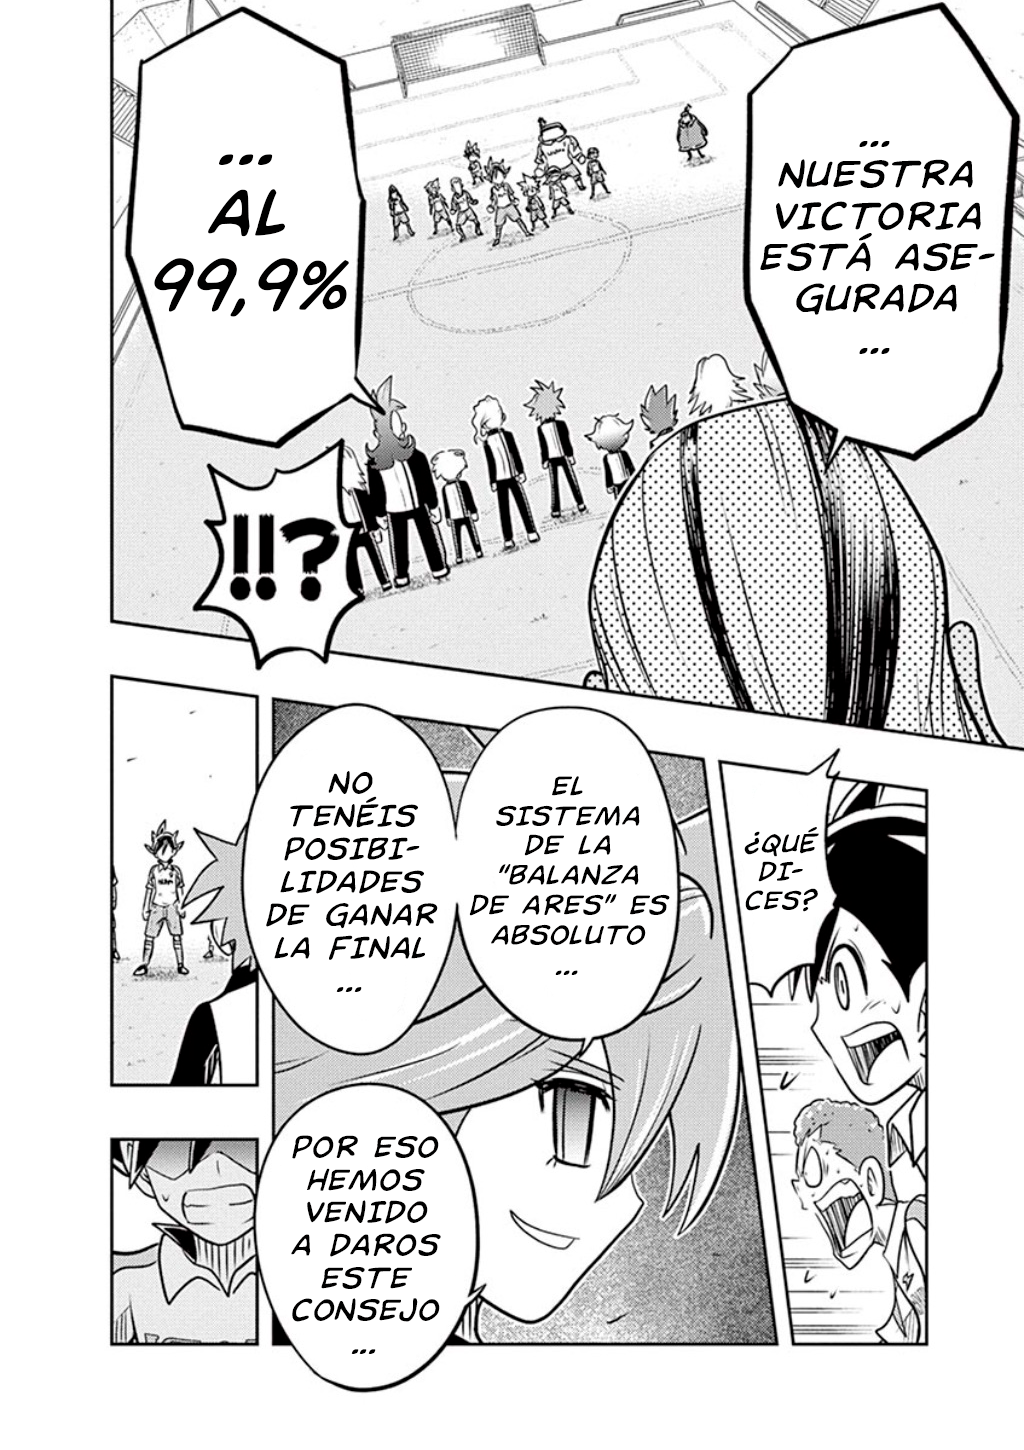 ...
NUESTRA
VICTORIA
ESTÁ ASE-
GURADA
...
...
AL
99,9%
!!?
¿QUÉ
DI-
CES?
EL
SISTEMA
DE LA
"BALANZA
DE ARES" ES
ABSOLUTO
...
NO
TENÉIS
POSIBI-
LIDADES
DE GANAR
LA FINAL
...
POR ESO
HEMOS
VENIDO
A DAROS
ESTE
CONSEJO
...